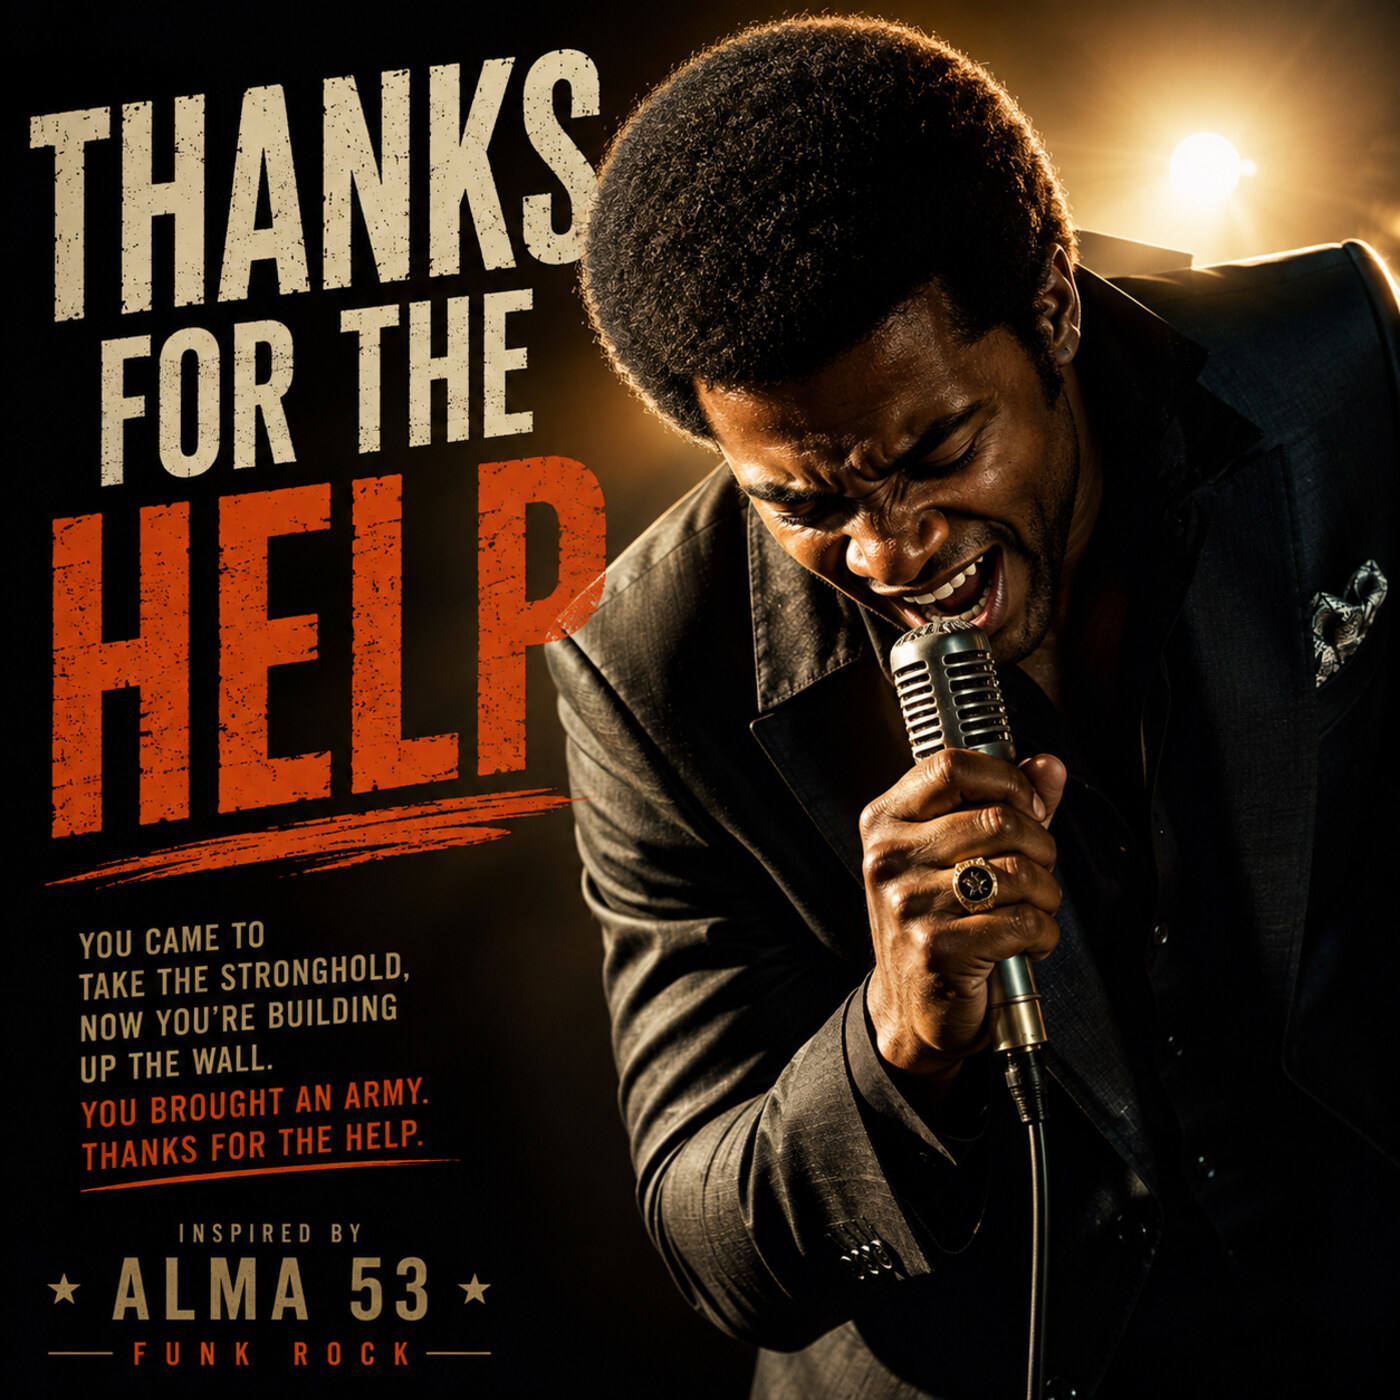 THANKS
FOR THE
HELP
YOU CAME TO
TAKE THE STRONGHOLD,
NOW YOU'RE BUILDING
UP THE WALL.
YOU BROUGHT AN ARMY.
THANKS FOR THE HELP.
INSPIRED BY
ALMA 53
FUNK ROCK